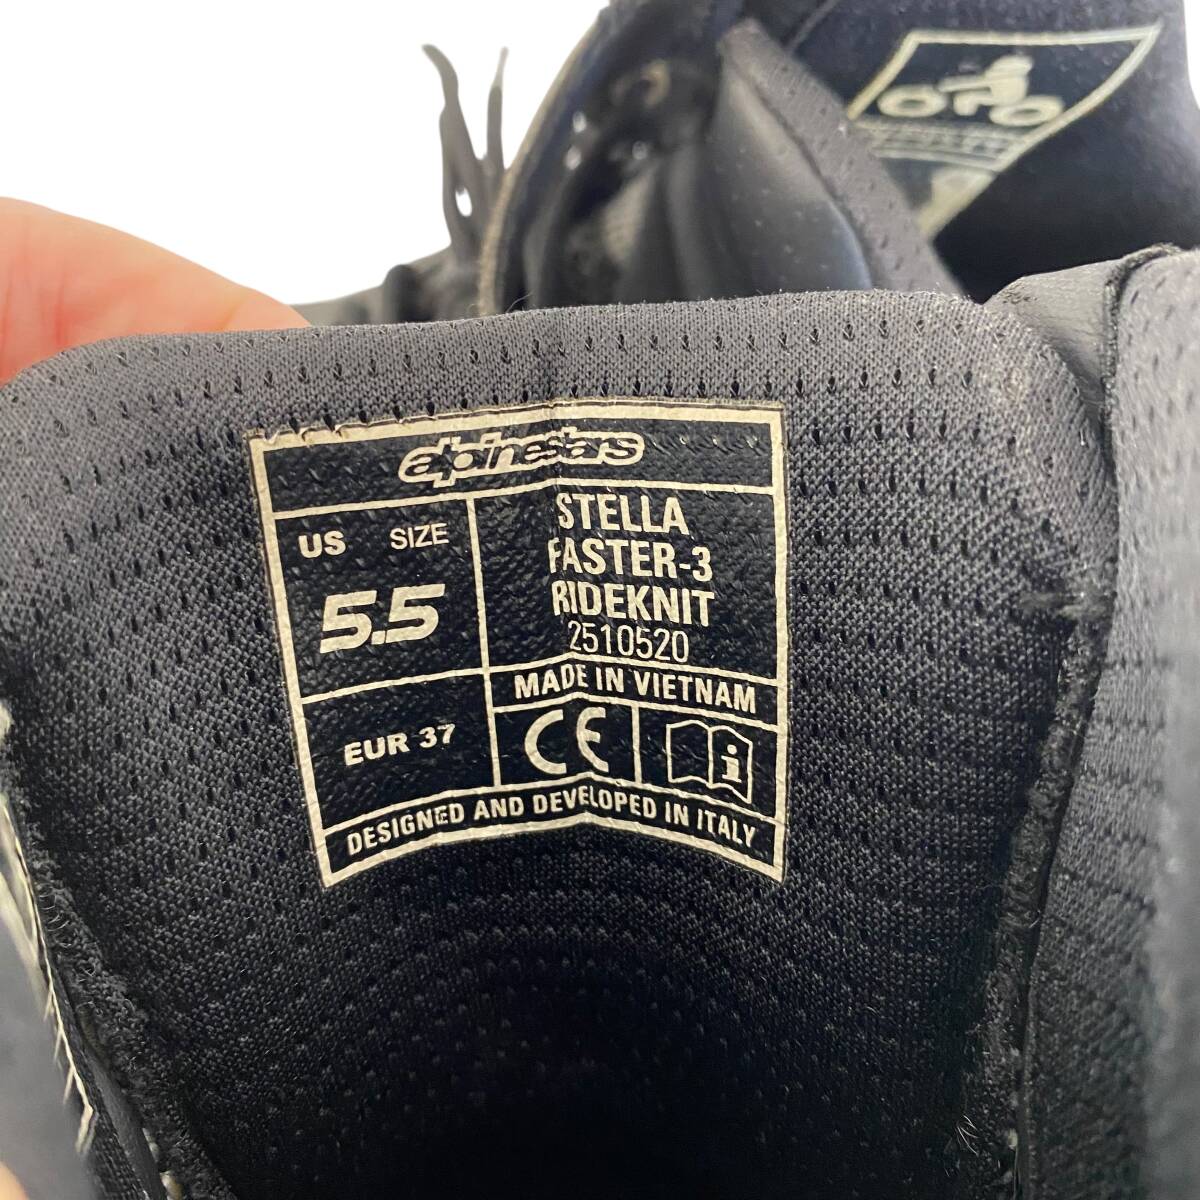 alpinestars
US SIZE
5.5
STELLA
FASTER-3
RIDEKNIT
2510520
MADE IN VIETNAM
EUR 37
CE
i
DESIGNED AND DEVELOPED IN ITALY